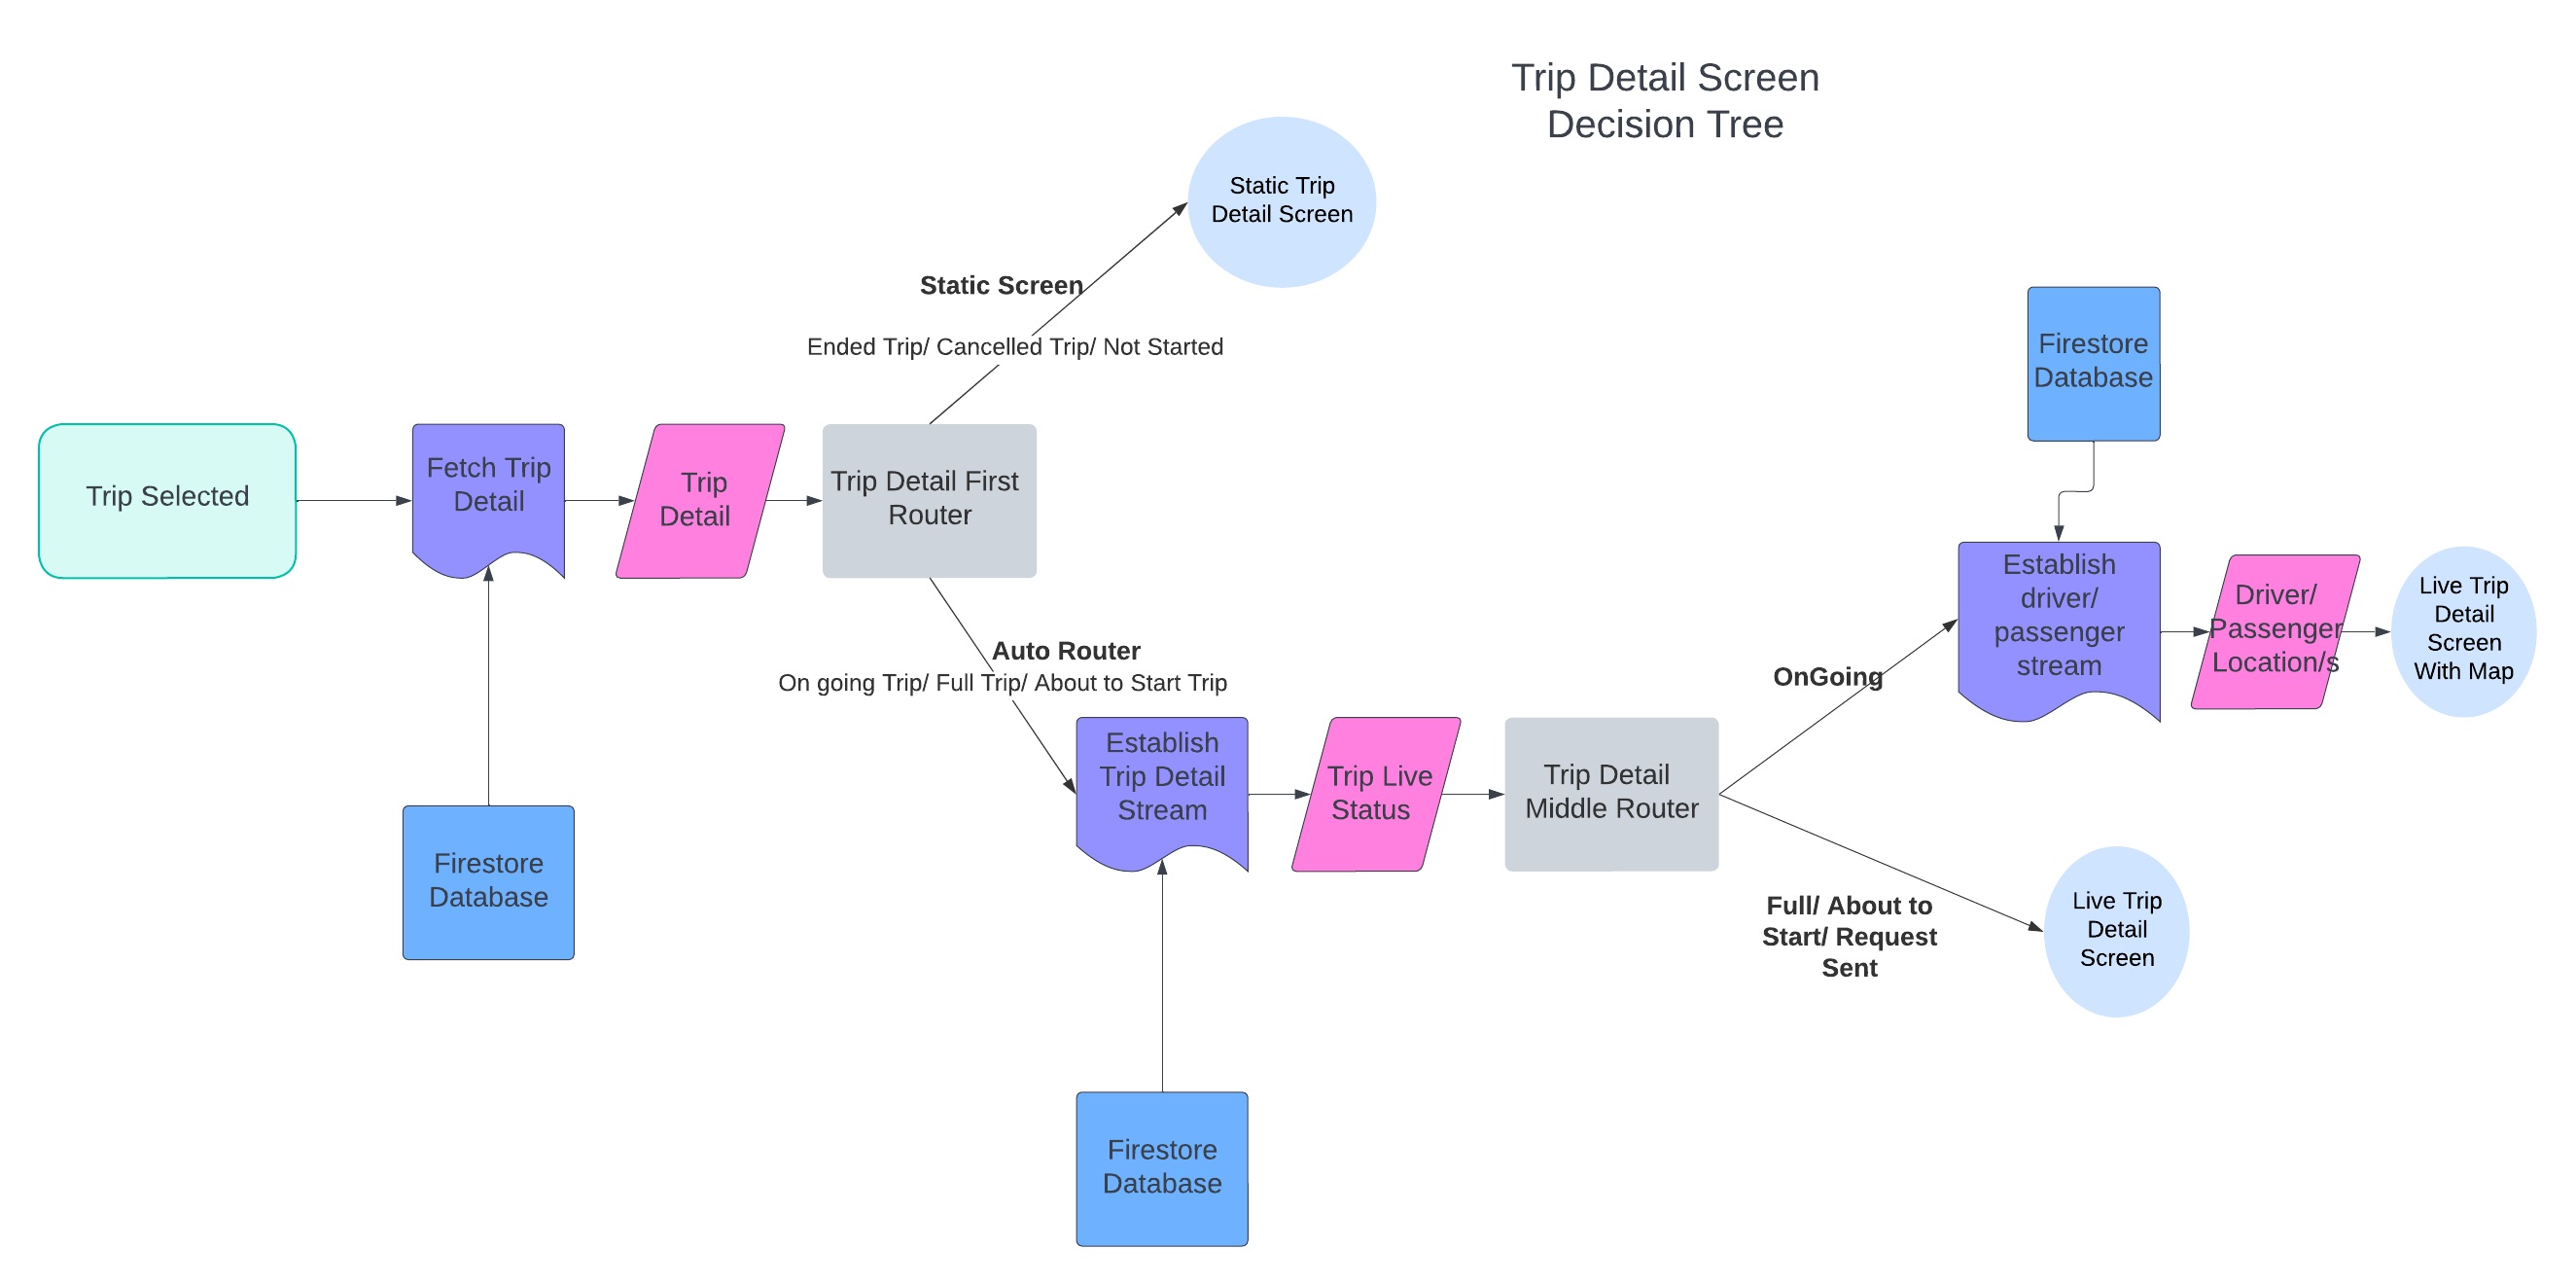 Trip Detail Screen
Decision Tree
Static Trip
Detail Screen
Static Screen
Ended Trip/ Cancelled Trip/ Not Started
Trip Selected
Fetch Trip
Detail
Trip
Detail
Trip Detail First
Router
Firestore
Database
Auto Router
On going Trip/ Full Trip/ About to Start Trip
Establish
Trip Detail
Stream
Trip Live
Status
Trip Detail
Middle Router
Firestore
Database
OnGoing
Firestore
Database
Establish
driver/
passenger
stream
Driver/
Passenger
Location/s
Live Trip
Detail
Screen
With Map
Full/ About to
Start/ Request
Sent
Live Trip
Detail
Screen